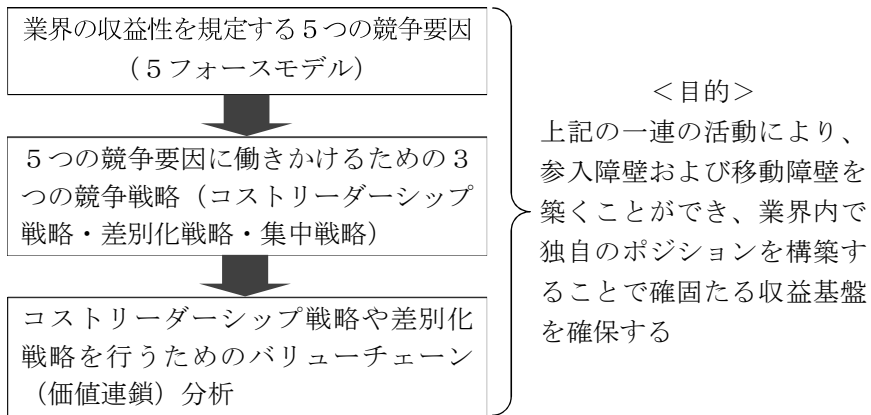 業界の収益性を規定する５つの競争要因
（５フォースモデル）
５つの競争要因に働きかけるための３
つの競争戦略（コストリーダーシップ
戦略・差別化戦略・集中戦略）
コストリーダーシップ戦略や差別化
戦略を行うためのバリューチェーン
（価値連鎖）分析
＜目的＞
上記の一連の活動により、
参入障壁および移動障壁を
築くことができ、業界内で
独自のポジションを構築す
ることで確固たる収益基盤
を確保する